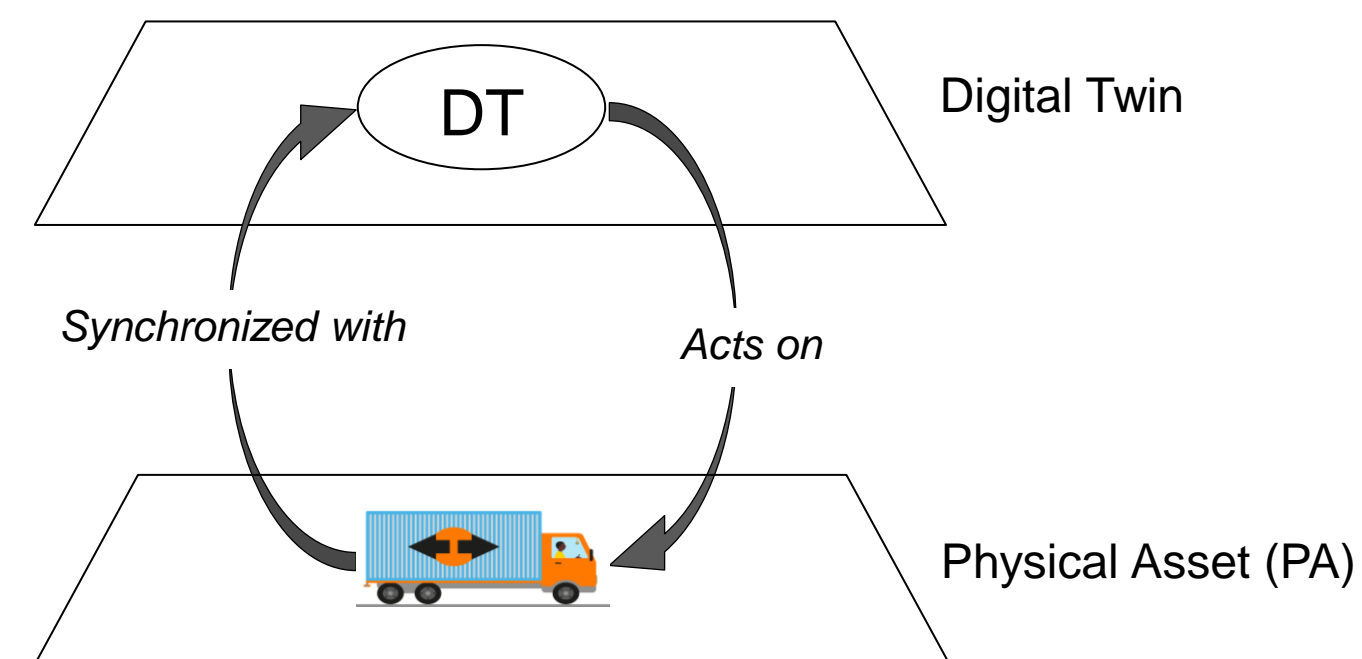 DT
Digital Twin
Synchronized with
Acts on
Physical Asset (PA)